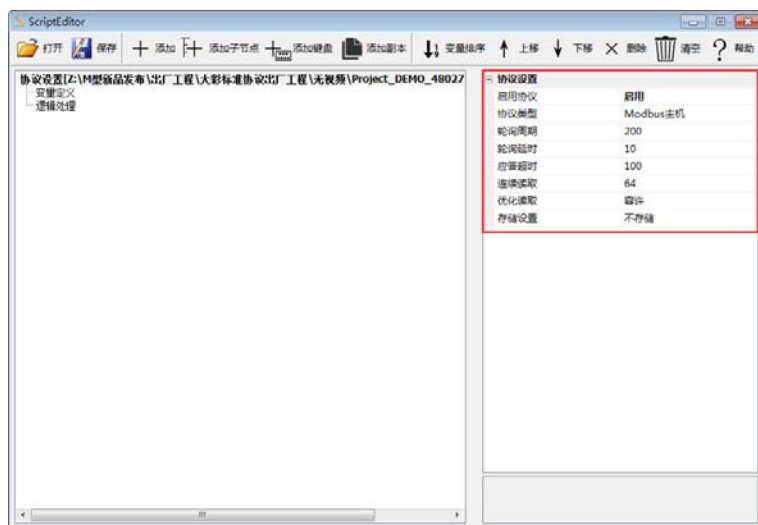 ScriptEditor
打开 保存 添加 添加子节点 添加键盘 添加副本 变量排序 上移 下移 删除 清空 帮助
协议设置[Z:\M型新品发布\出厂工程\大彩标准协议出厂工程\无视频\Project_DEMO_48027
变量定义
逻辑处理
协议设置
启用协议 启用
协议类型 Modbus主机
轮询周期 200
轮询延时 10
应答超时 100
连续读取 64
优化读取 容许
存储设置 不存储